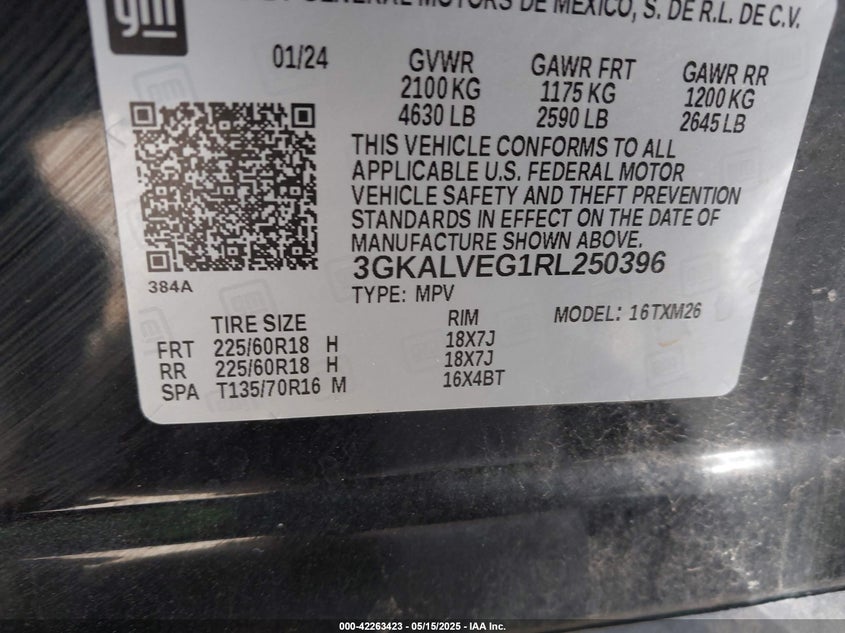 gm
GENERAL MOTORS DE MEXICO, S. DE R.L. DE C.V.
01/24 GVWR GAWR FRT GAWR RR
2100 KG 1175 KG 1200 KG
4630 LB 2590 LB 2645 LB
THIS VEHICLE CONFORMS TO ALL
APPLICABLE U.S. FEDERAL MOTOR
VEHICLE SAFETY AND THEFT PREVENTION
STANDARDS IN EFFECT ON THE DATE OF
MANUFACTURE SHOWN ABOVE.
3GKALVEG1RL250396
384A
TYPE: MPV MODEL: 16TXM26
TIRE SIZE RIM
FRT 225/60R18 H 18X7J
RR 225/60R18 H 18X7J
SPA T135/70R16 M 16X4BT
000-42263423 - 05/15/2025 - IAA Inc.